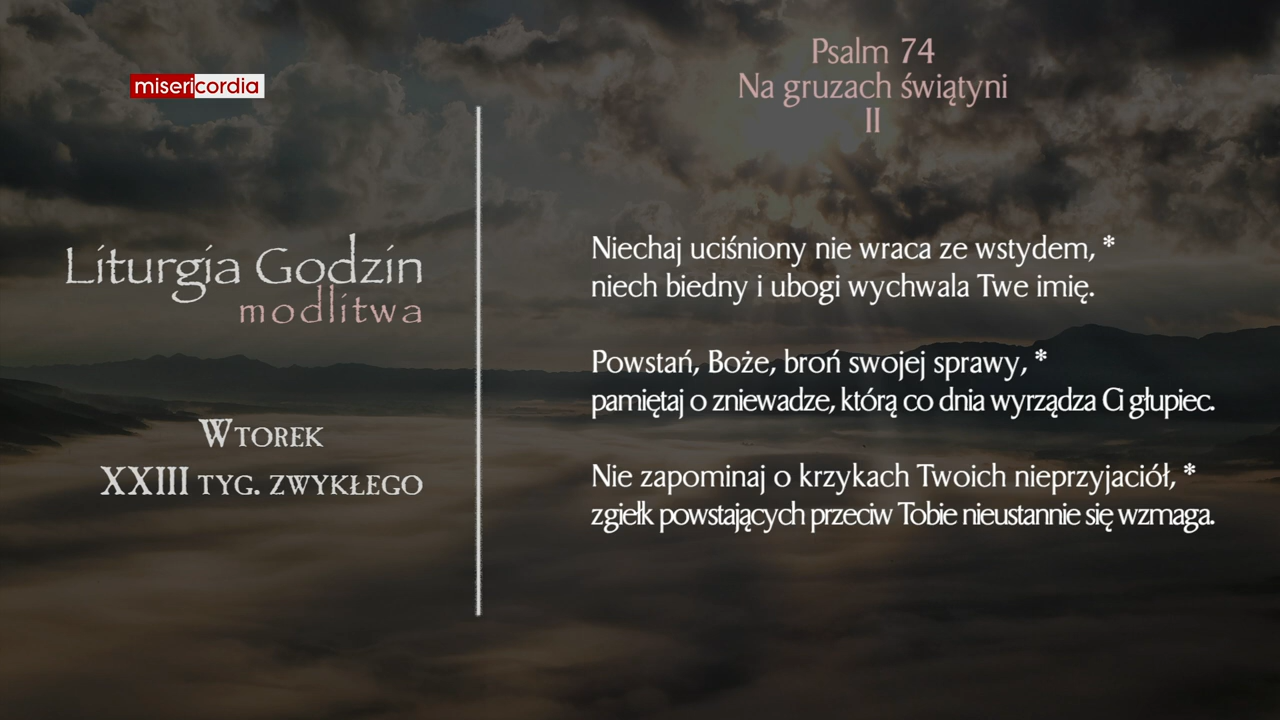 misericordia
Liturgia Godzin
modlitwa
Wtorek
XXIII tyg. zwykłego
Psalm 74
Na gruzach świątyni
II
Niechaj uciśniony nie wraca ze wstydem, *
niech biedny i ubogi wychwala Twe imię.
Powstań, Boże, broń swojej sprawy, *
pamiętaj o zniewadze, którą co dnia wyrządza Ci głupiec.
Nie zapominaj o krzykach Twoich nieprzyjaciół, *
zgiełk powstających przeciw Tobie nieustannie się wzmaga.